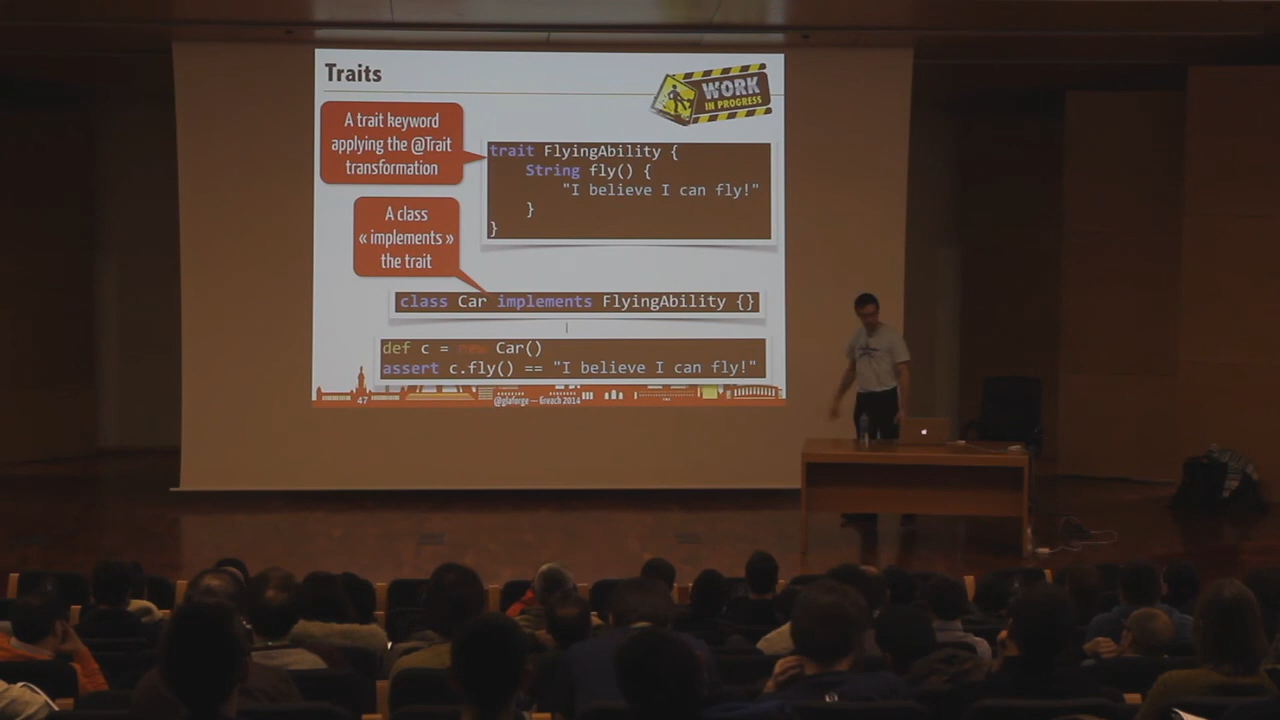 Traits
WORK
IN PROGRESS
A trait keyword
applying the @Trait
transformation
trait FlyingAbility {
String fly() {
"I believe I can fly!"
}
}
A class
« implements »
the trait
class Car implements FlyingAbility {}
def c = new Car()
assert c.fly() == "I believe I can fly!"
47
@glaforge — Greach 2014